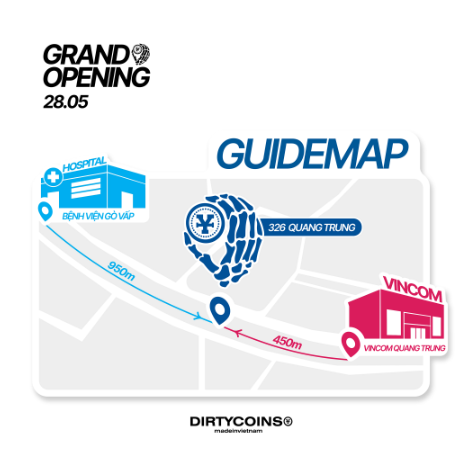 GRAND
OPENING
28.05
GUIDEMAP
HOSPITAL
BỆNH VIỆN GÒ VẤP
326 QUANG TRUNG
950m
VINCOM
450m
VINCOM QUANG TRUNG
DIRTYCOINS®
madeinvietnam